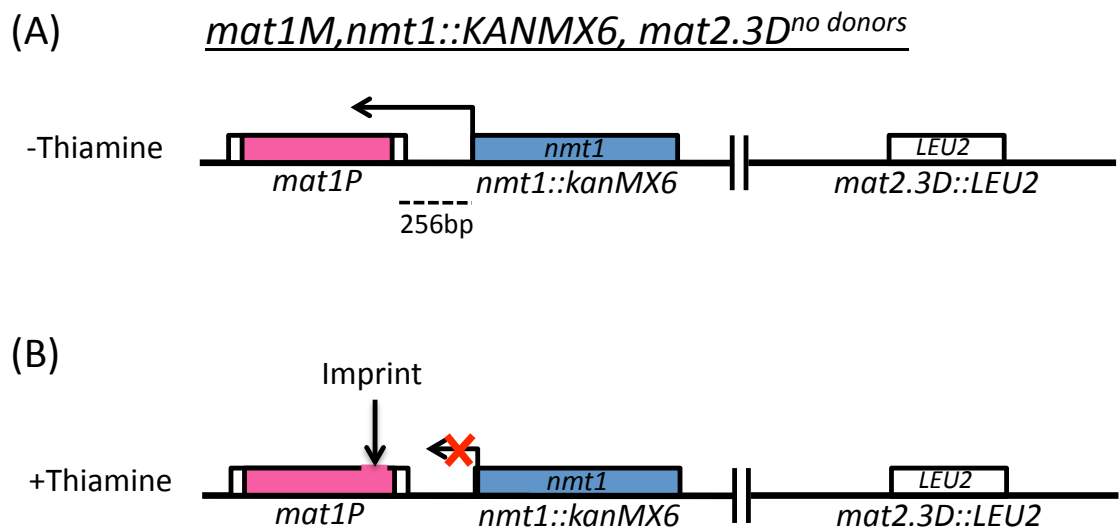 (A) mat1M,nmt1::KANMX6, mat2.3D^no donors
-Thiamine nmt1 LEU2
mat1P nmt1::kanMX6 mat2.3D::LEU2
256bp
(B)
Imprint
+Thiamine nmt1 LEU2
mat1P nmt1::kanMX6 mat2.3D::LEU2